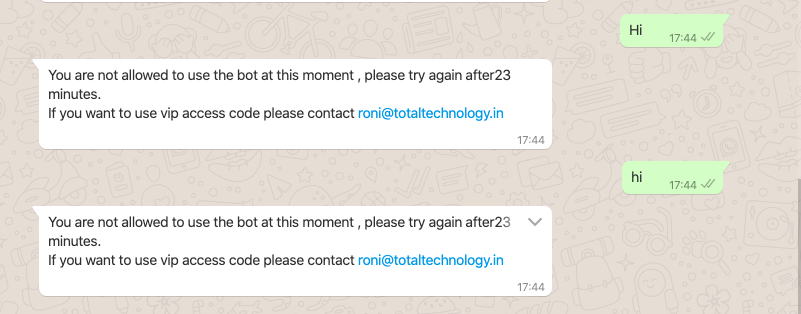 Hi
17:44
You are not allowed to use the bot at this moment , please try again after23
minutes.
If you want to use vip access code please contact roni@totaltechnology.in
17:44
hi
17:44
You are not allowed to use the bot at this moment , please try again after23
minutes.
If you want to use vip access code please contact roni@totaltechnology.in
17:44